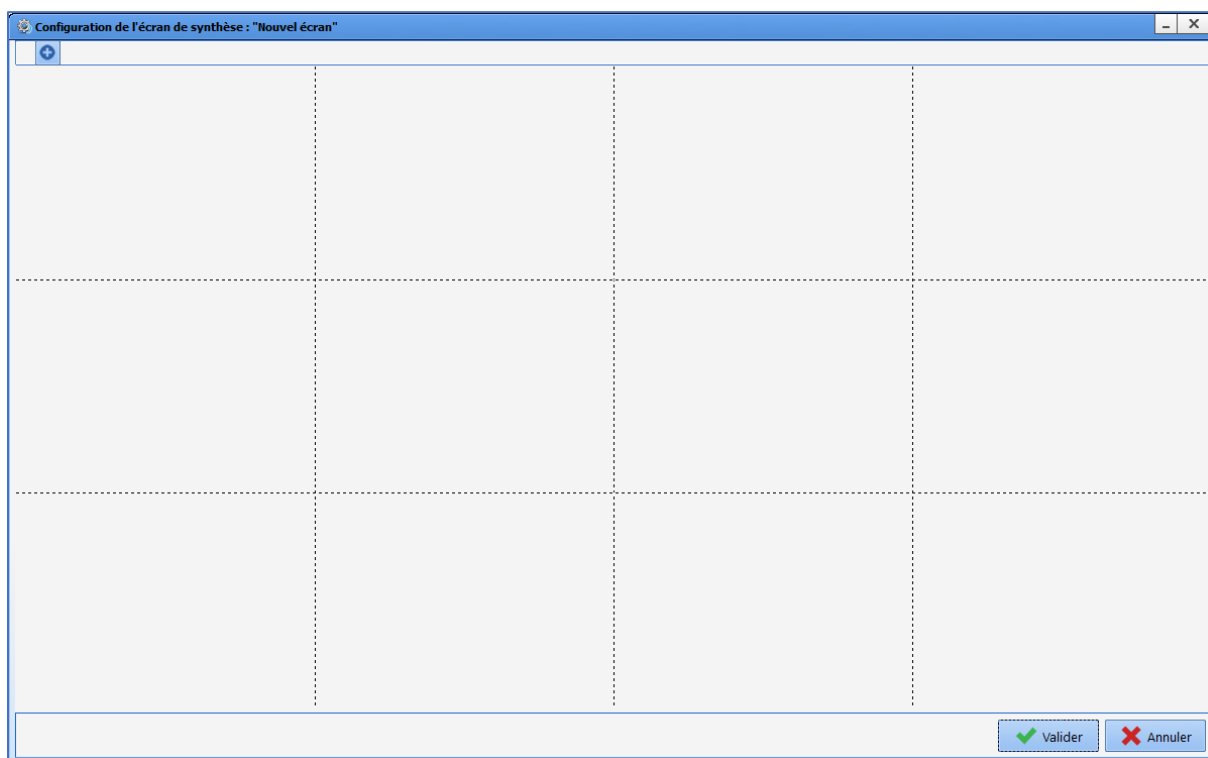 Configuration de l'écran de synthèse : "Nouvel écran"
Valider
Annuler